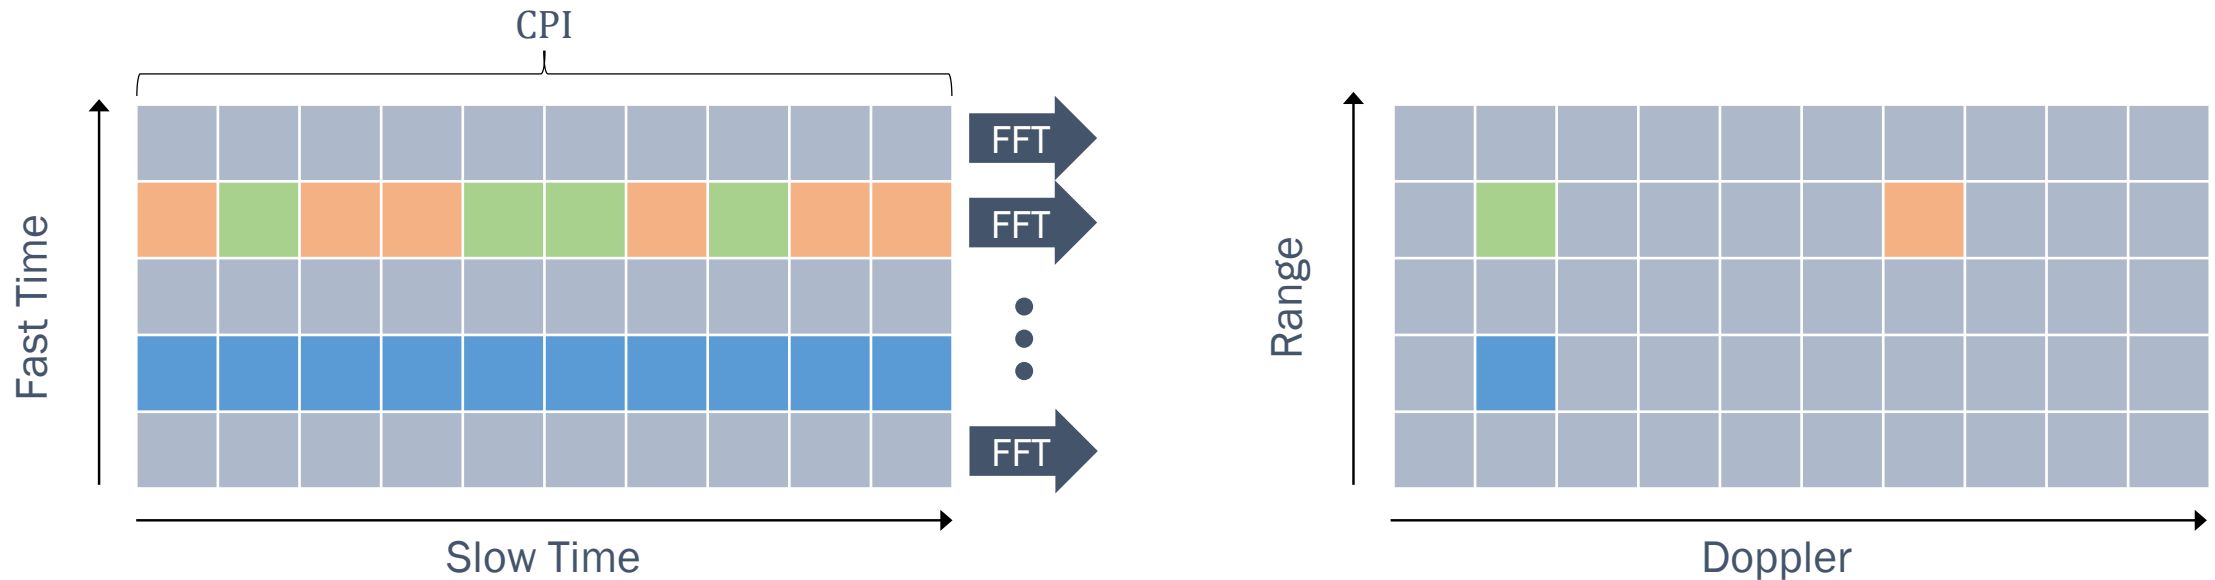 CPI
Fast Time
FFT
FFT
FFT
Slow Time
Range
Doppler